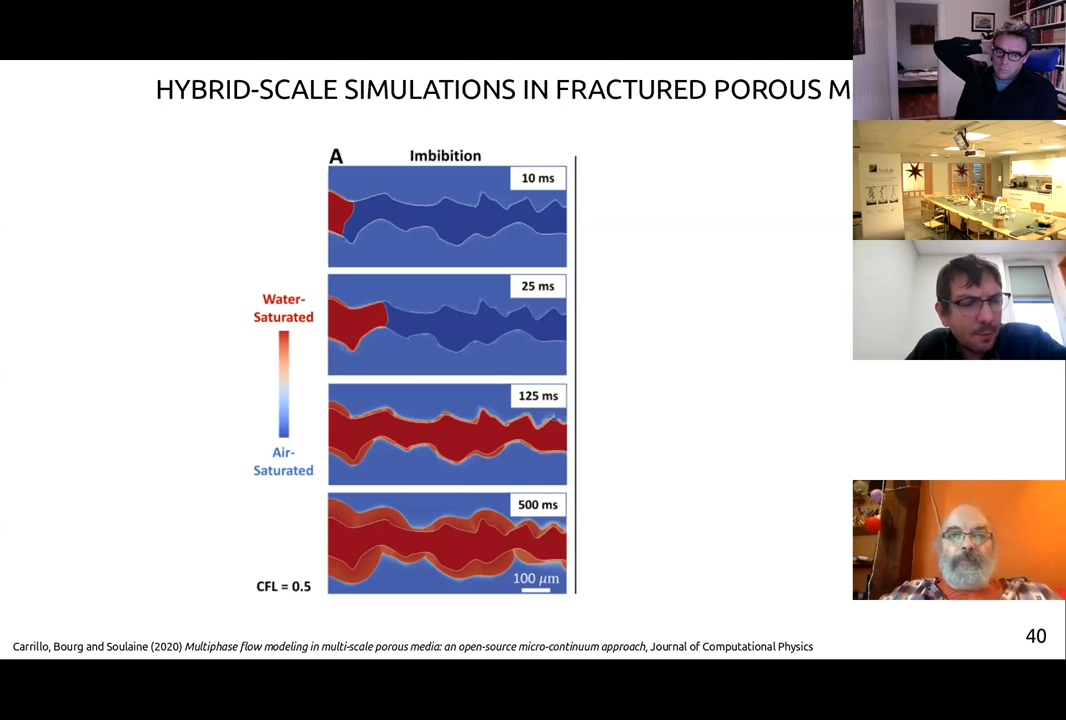 HYBRID-SCALE SIMULATIONS IN FRACTURED POROUS M
A
Imbibition
10 ms
25 ms
Water-
Saturated
125 ms
Air-
Saturated
500 ms
100 μm
CFL = 0.5
40
Carrillo, Bourg and Soulaine (2020) Multiphase flow modeling in multi-scale porous media: an open-source micro-continuum approach, Journal of Computational Physics